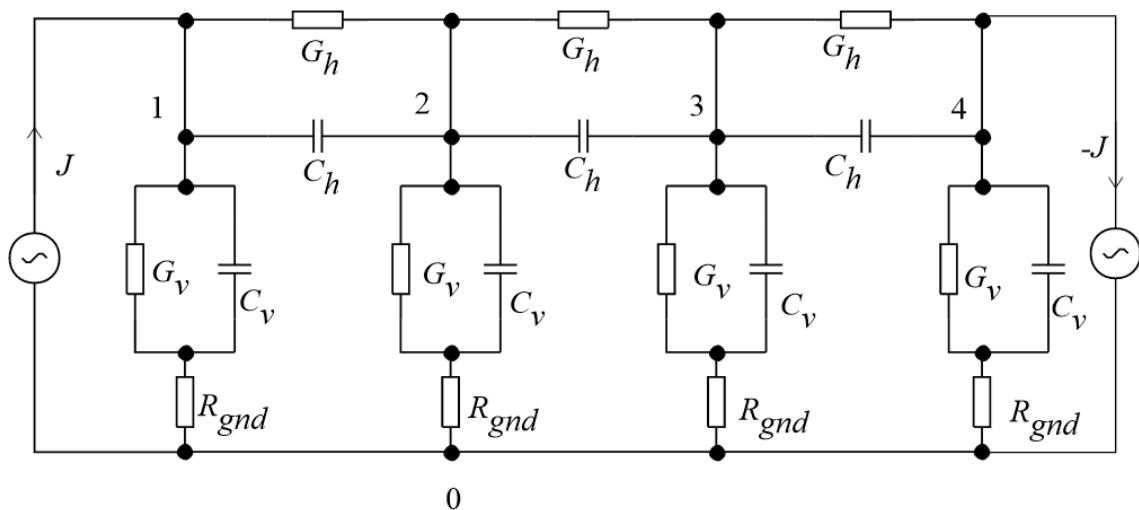 G_h G_h G_h
1 2 3 4
J C_h C_h C_h -J
G_v C_v G_v C_v G_v C_v G_v C_v
R_gnd R_gnd R_gnd R_gnd
0